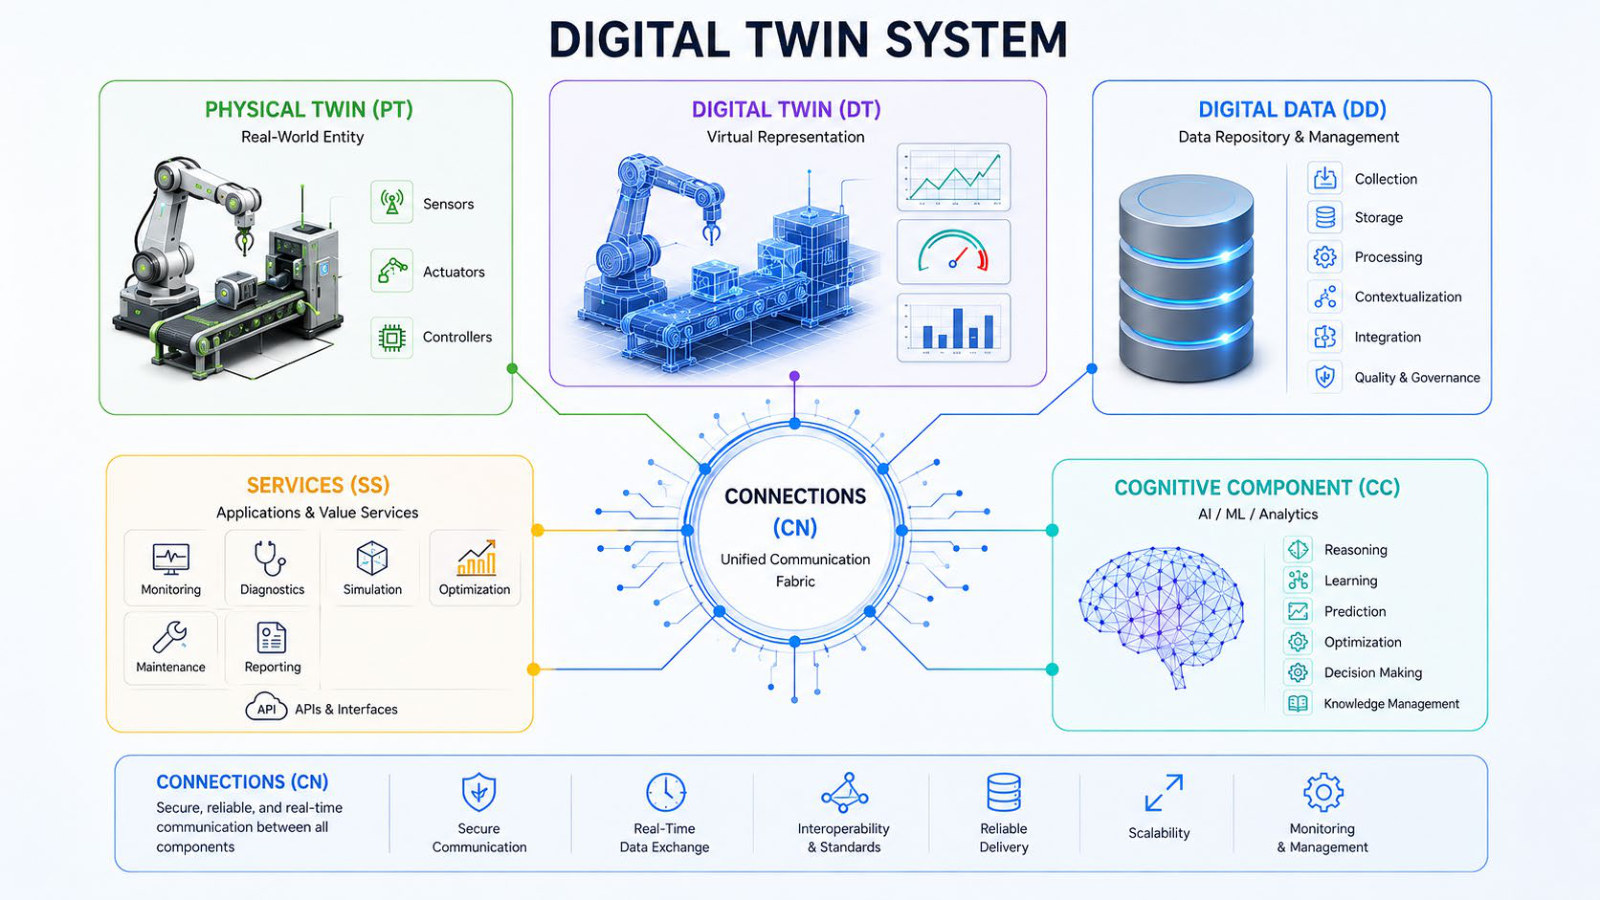 DIGITAL TWIN SYSTEM
PHYSICAL TWIN (PT)
Real-World Entity
Sensors
Actuators
Controllers
DIGITAL TWIN (DT)
Virtual Representation
DIGITAL DATA (DD)
Data Repository & Management
Collection
Storage
Processing
Contextualization
Integration
Quality & Governance
CONNECTIONS
(CN)
Unified Communication
Fabric
SERVICES (SS)
Applications & Value Services
Monitoring
Diagnostics
Simulation
Optimization
Maintenance
Reporting
API
APIs & Interfaces
COGNITIVE COMPONENT (CC)
AI / ML / Analytics
Reasoning
Learning
Prediction
Optimization
Decision Making
Knowledge Management
CONNECTIONS (CN)
Secure, reliable, and real-time
communication between all
components
Secure
Communication
Real-Time
Data Exchange
Interoperability
& Standards
Reliable
Delivery
Scalability
Monitoring
& Management